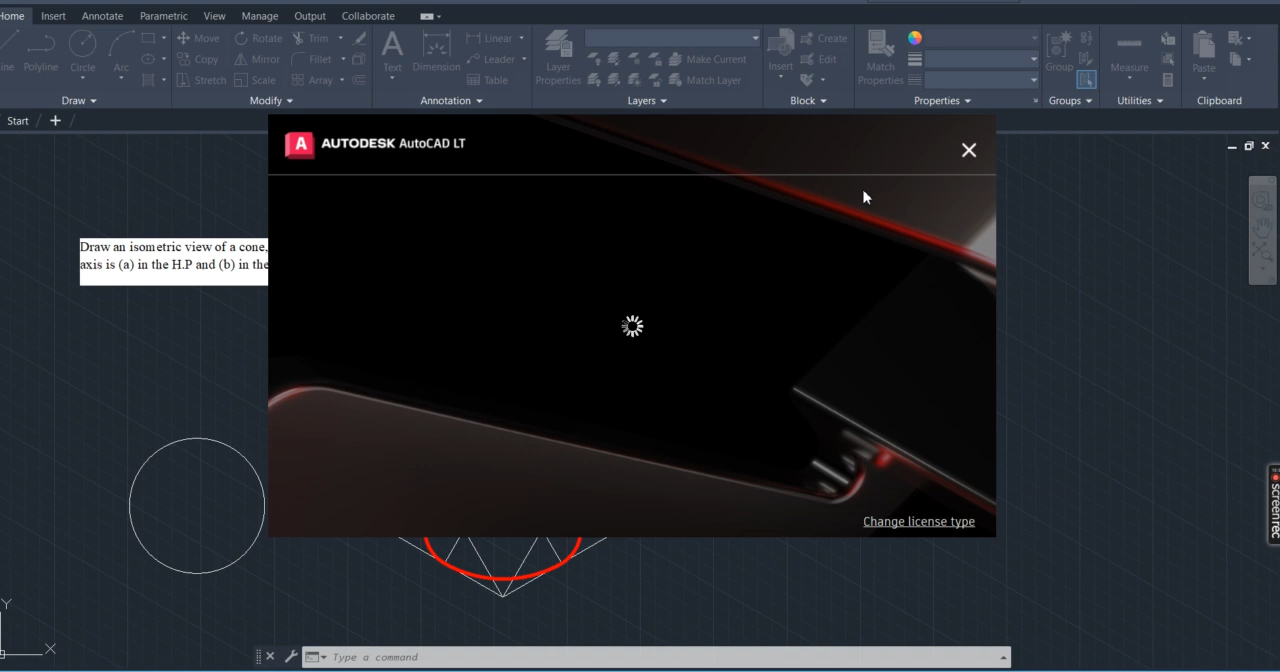 Home Insert Annotate Parametric View Manage Output Collaborate
Line Polyline Circle Arc
Move Rotate Trim
Copy Mirror Fillet
Stretch Scale Array
Text Dimension
Linear
Leader
Table
Layer
Properties
Make Current
Match Layer
Insert
Create
Edit
Match
Properties
Group
Measure
Paste
Draw Modify Annotation Layers Block Properties Groups Utilities Clipboard
Start
AUTODESK AutoCAD LT
Draw an isometric view of a cone,
axis is (a) in the H.P and (b) in the
Change license type
Y
X
Type a command
screenrec